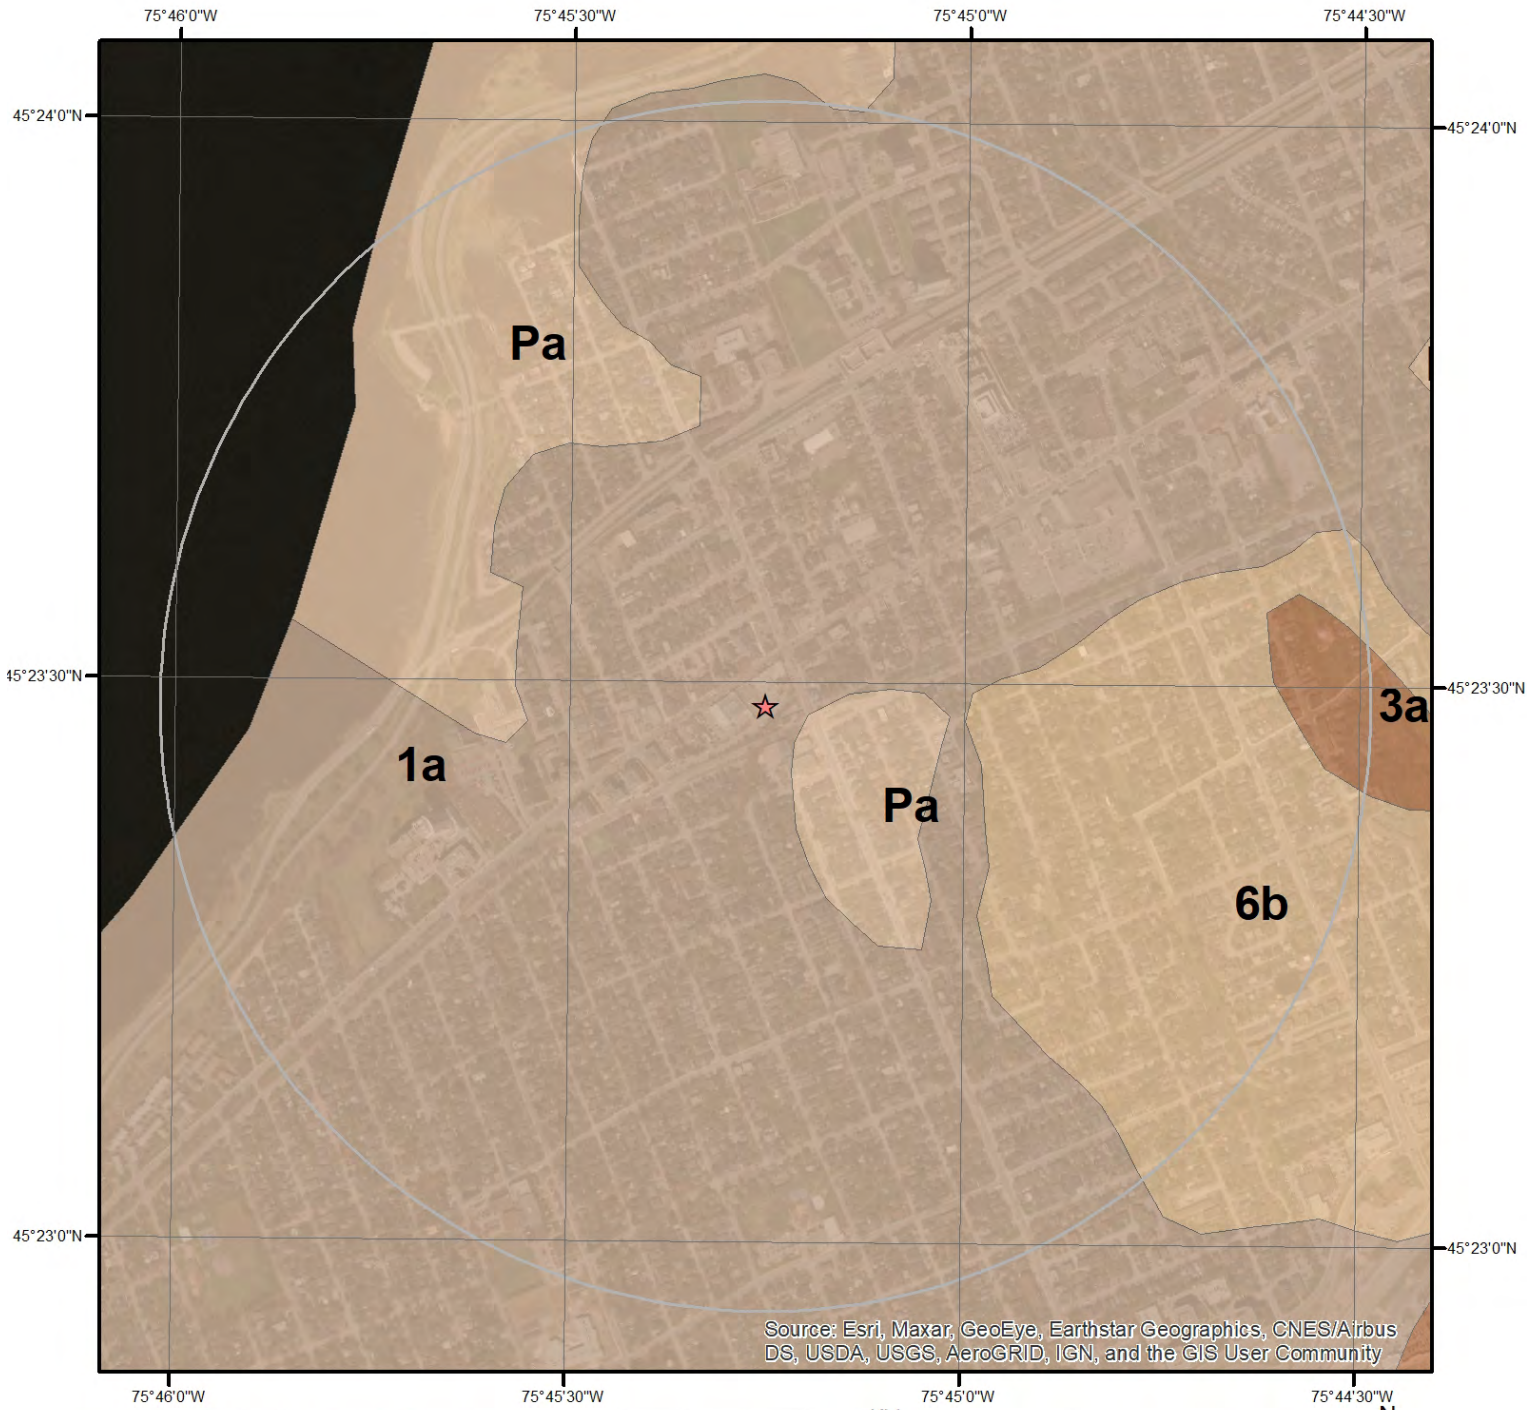 75°46'0"W 75°45'30"W 75°45'0"W 75°44'30"W
45°24'0"N 45°24'0"N
Pa
45°23'30"N 45°23'30"N
3a
1a
Pa
6b
45°23'0"N 45°23'0"N
Source: Esri, Maxar, GeoEye, Earthstar Geographics, CNES/Airbus
DS, USDA, USGS, AeroGRID, IGN, and the GIS User Community
75°46'0"W 75°45'30"W 75°45'0"W 75°44'30"W
N